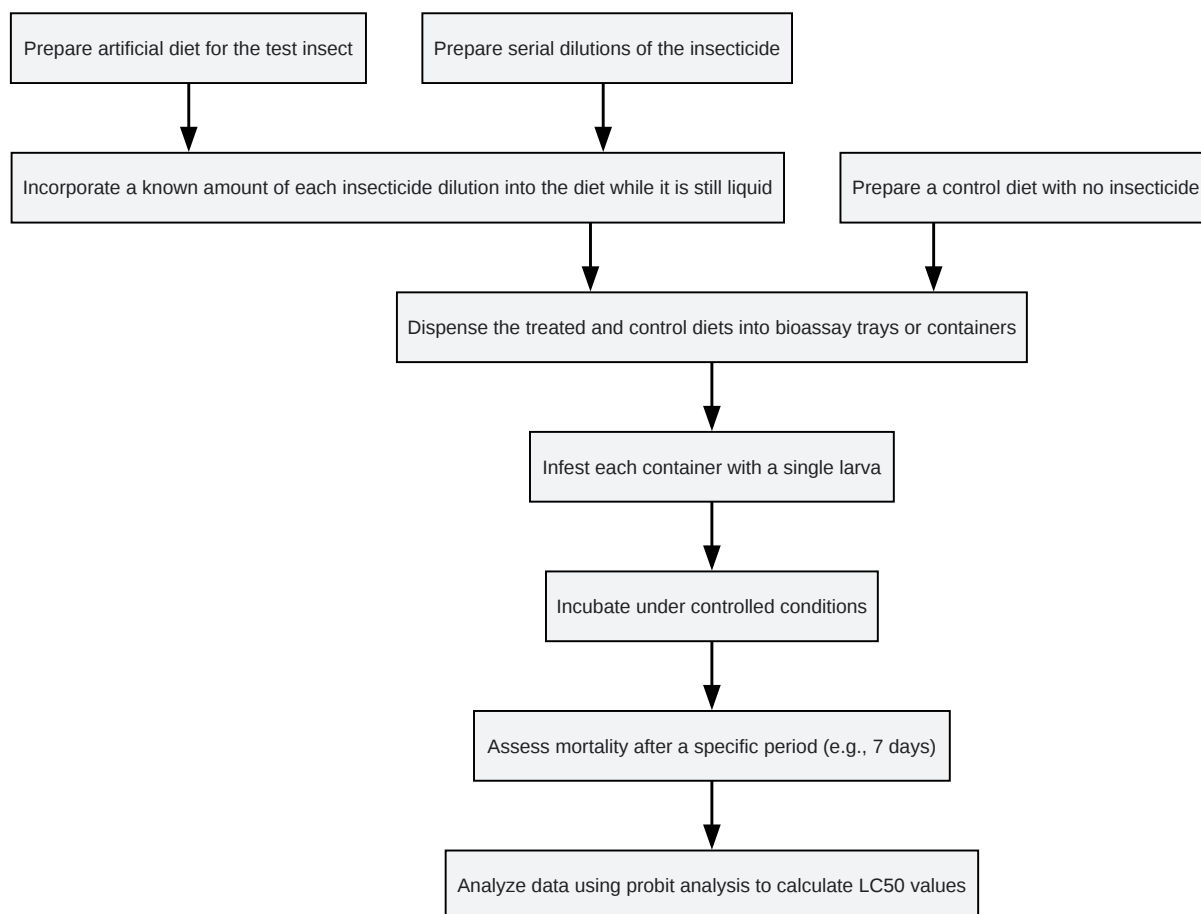 Prepare artificial diet for the test insect
Prepare serial dilutions of the insecticide
Incorporate a known amount of each insecticide dilution into the diet while it is still liquid
Prepare a control diet with no insecticide
Dispense the treated and control diets into bioassay trays or containers
Infest each container with a single larva
Incubate under controlled conditions
Assess mortality after a specific period (e.g., 7 days)
Analyze data using probit analysis to calculate LC50 values